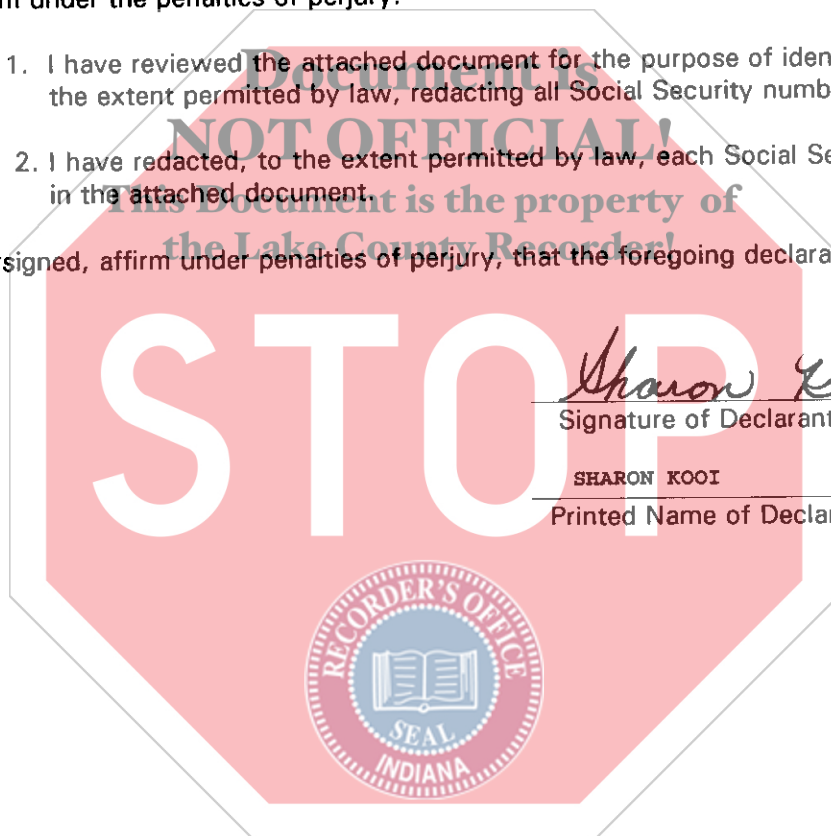 nt under the penalties of perjury:
1. I have reviewed the attached document for the purpose of iden
the extent permitted by law, redacting all Social Security numb
2. I have redacted, to the extent permitted by law, each Social Se
in the attached document.
rsigned, affirm under penalties of perjury, that the foregoing declara
Document is
NOT OFFICIAL!
This Document is the property of
the Lake County Recorder!
STOP
Sharon K
Signature of Declarant
SHARON KOOI
Printed Name of Declar
RECORDER'S OFFICE
SEAL
INDIANA